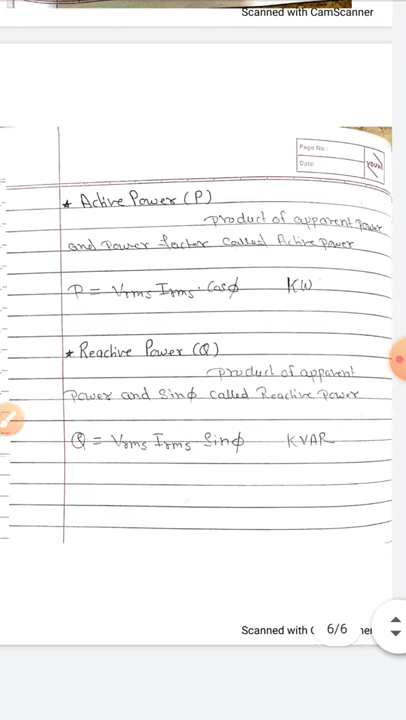 Scanned with CamScanner
Page No.:
Date:
YOUVA
★ Active Power (P)
product of apparent power
and power factor called Active power
P = Vrms Irms · Cosϕ KW
★ Reactive Power (Q)
product of apparent
power and Sinϕ called Reactive Power
Q = Vrms Irms Sinϕ KVAR
Scanned with ( 6/6 ner